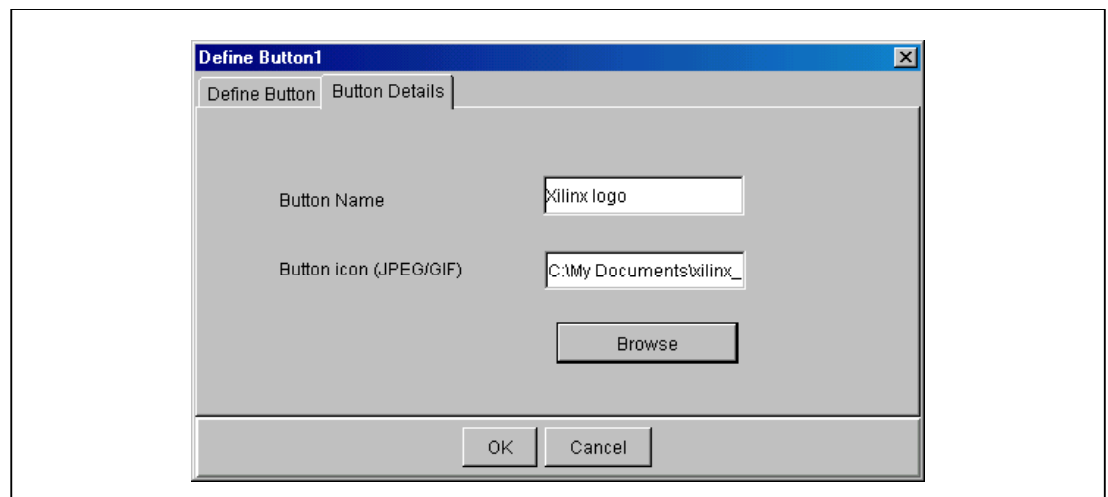 Define Button1
Define Button Button Details
Button Name Xilinx logo
Button icon (JPEG/GIF) C:\My Documents\xilinx_
Browse
OK Cancel